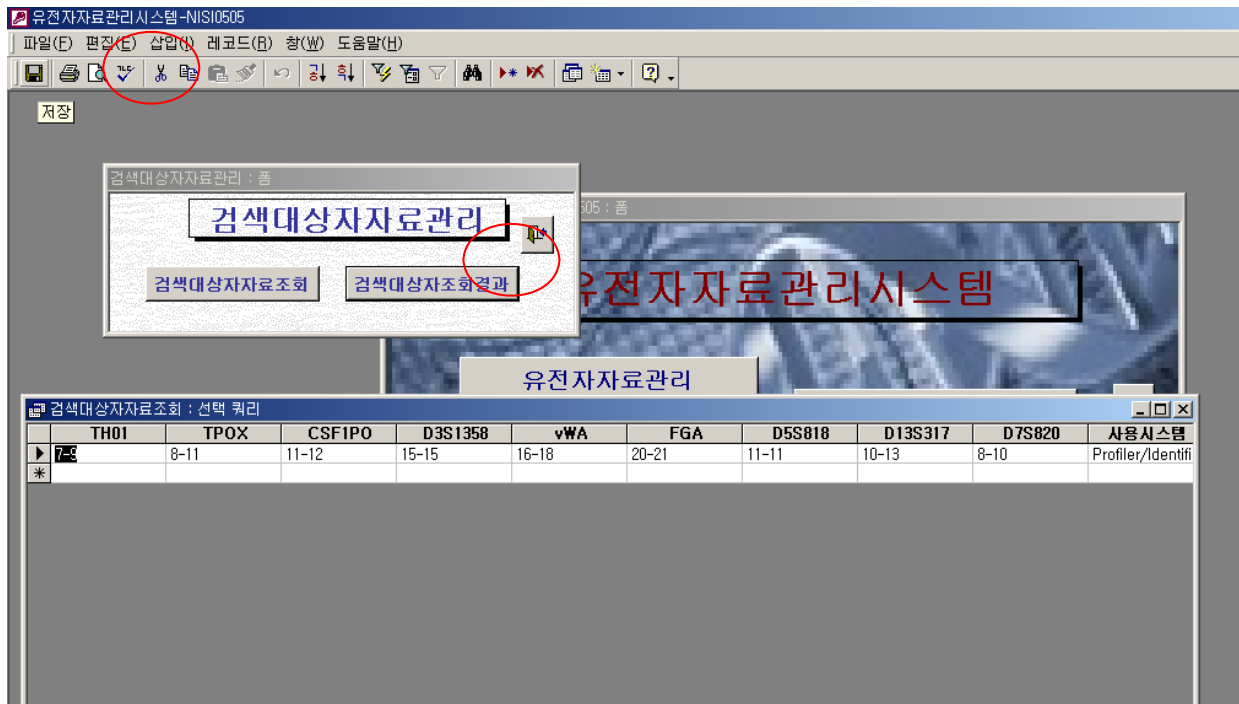 유전자자료관리시스템-NISI0505
파일(F) 편집(E) 삽입(I) 레코드(R) 창(W) 도움말(H)
저장
검색대상자자료관리 : 폼
검색대상자자료관리
505 : 폼
검색대상자자료조회 검색대상자조회결과
유전자자료관리시스템
유전자자료관리
검색대상자자료조회 : 선택 쿼리
TH01 TPOX CSF1PO D3S1358 vWA FGA D5S818 D13S317 D7S820 사용시스템
7-9 8-11 11-12 15-15 16-18 20-21 11-11 10-13 8-10 Profiler/Identifi